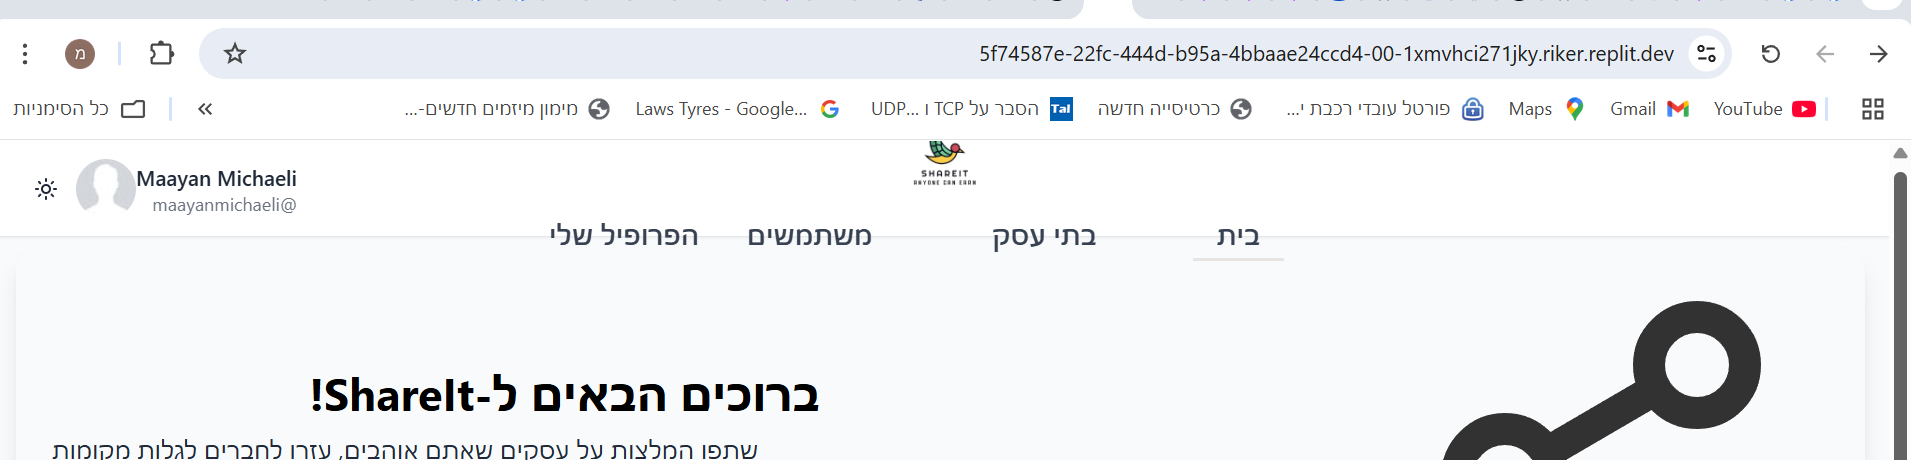 5f74587e-22fc-444d-b95a-4bbaae24ccd4-00-1xmvhci271jky.riker.replit.dev
מ
YouTube
Gmail
Maps
פורטל עובדי רכבת י...
כרטיסייה חדשה
הסבר על TCP ו UDP...
Laws Tyres - Google...
מימון מיזמים חדשים-...
כל הסימניות
SHAREIT
ANYONE CAN EARN
Maayan Michaeli
@maayanmichaeli
בית
בתי עסק
משתמשים
הפרופיל שלי
ברוכים הבאים ל-ShareIt!
שתפו המלצות על עסקים שאתם אוהבים, עזרו לחברים לגלות מקומות